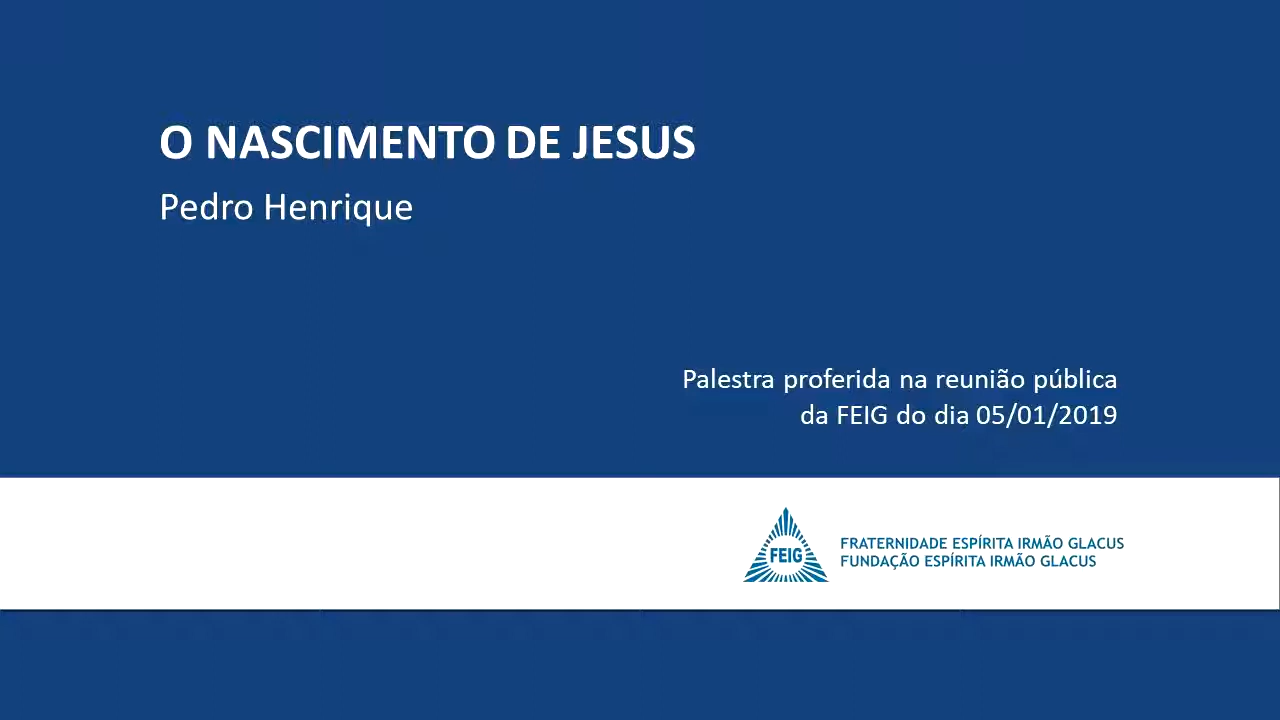 O NASCIMENTO DE JESUS
Pedro Henrique
Palestra proferida na reunião pública
da FEIG do dia 05/01/2019
FEIG
FRATERNIDADE ESPÍRITA IRMÃO GLACUS
FUNDAÇÃO ESPÍRITA IRMÃO GLACUS